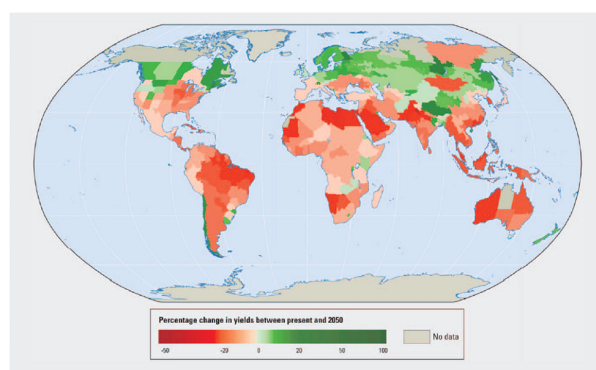 Percentage change in yields between present and 2050
-50 -20 0 20 50 100
No data